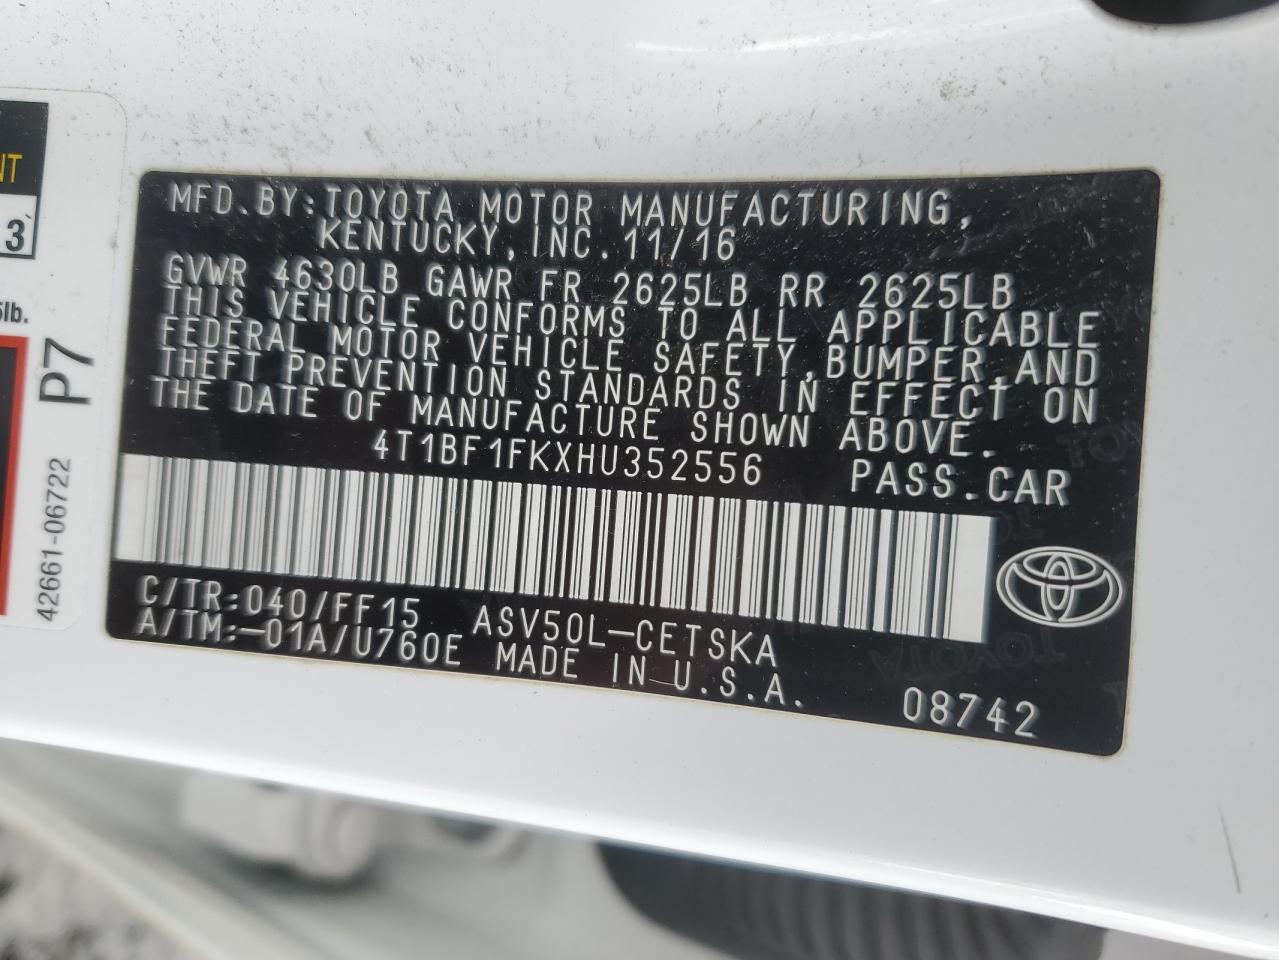 MFD.BY:TOYOTA MOTOR MANUFACTURING,
KENTUCKY,INC.11/16
GVWR 4630LB GAWR FR 2625LB RR 2625LB
THIS VEHICLE CONFORMS TO ALL APPLICABLE
FEDERAL MOTOR VEHICLE SAFETY,BUMPER,AND
THEFT PREVENTION STANDARDS IN EFFECT ON
THE DATE OF MANUFACTURE SHOWN ABOVE.
4T1BF1FKXHU352556 PASS.CAR
C/TR:040/FF15 ASV50L-CETSKA
A/TM:-01A/U760E MADE IN U.S.A.
08742
P7
42661-06722
NT
3
lb.